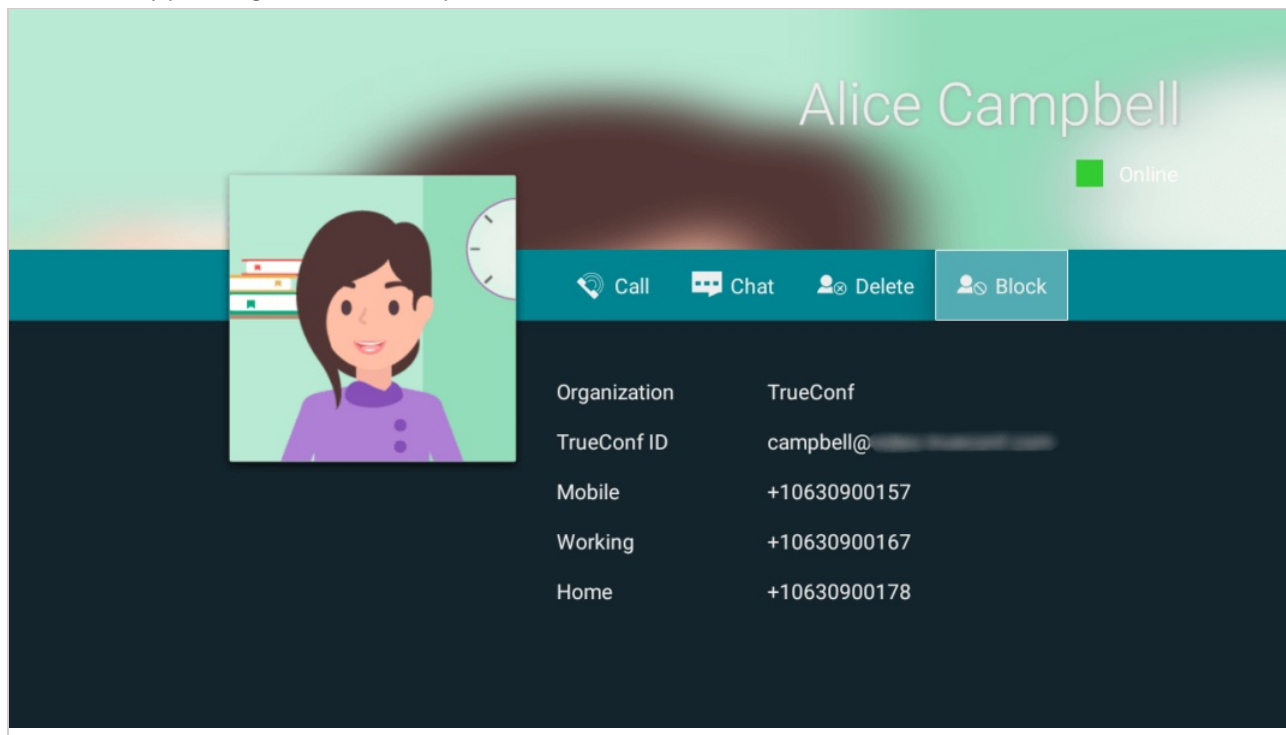 Alice Campbell
Online
Call Chat Delete Block
Organization TrueConf
TrueConf ID campbell@
Mobile +10630900157
Working +10630900167
Home +10630900178